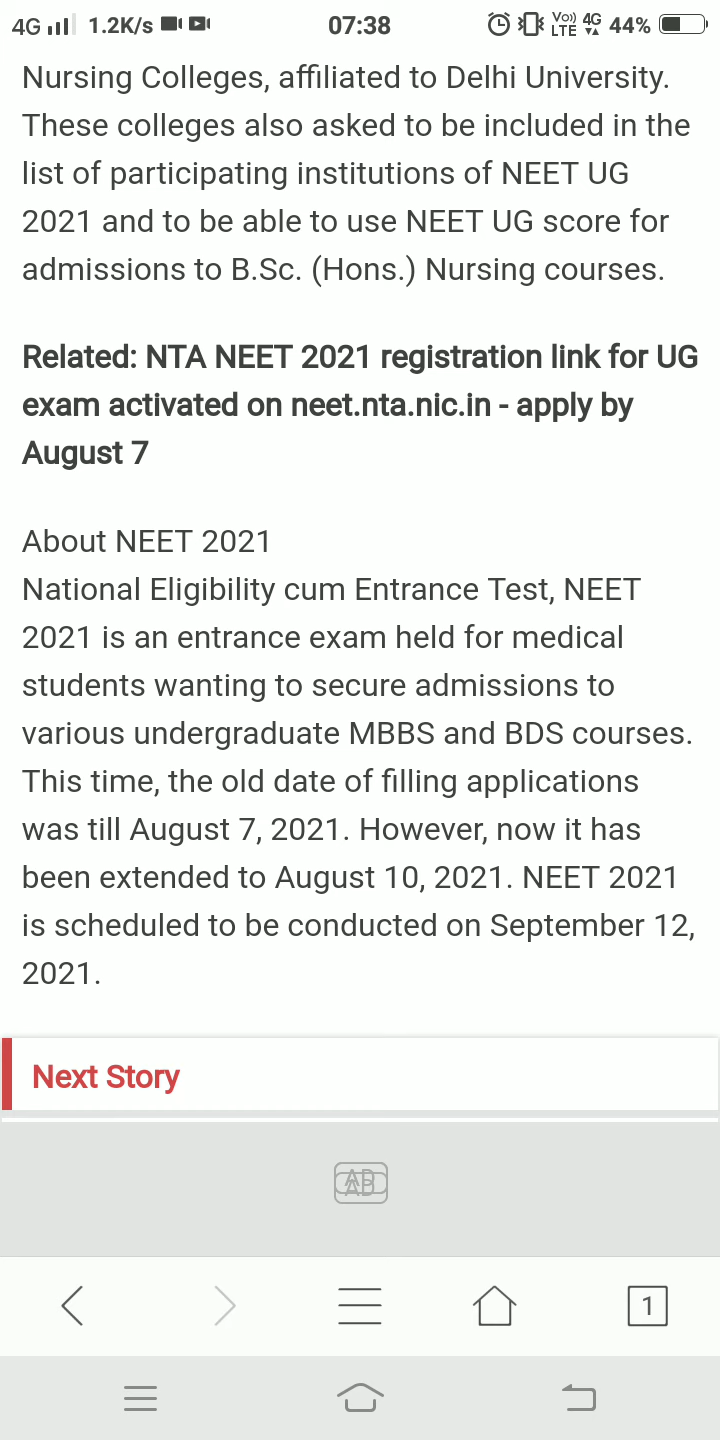 4G 1.2K/s 07:38 Vo)) LTE 4G 44%
Nursing Colleges, affiliated to Delhi University.
These colleges also asked to be included in the
list of participating institutions of NEET UG
2021 and to be able to use NEET UG score for
admissions to B.Sc. (Hons.) Nursing courses.
Related: NTA NEET 2021 registration link for UG
exam activated on neet.nta.nic.in - apply by
August 7
About NEET 2021
National Eligibility cum Entrance Test, NEET
2021 is an entrance exam held for medical
students wanting to secure admissions to
various undergraduate MBBS and BDS courses.
This time, the old date of filling applications
was till August 7, 2021. However, now it has
been extended to August 10, 2021. NEET 2021
is scheduled to be conducted on September 12,
2021.
Next Story
AD
AD
1